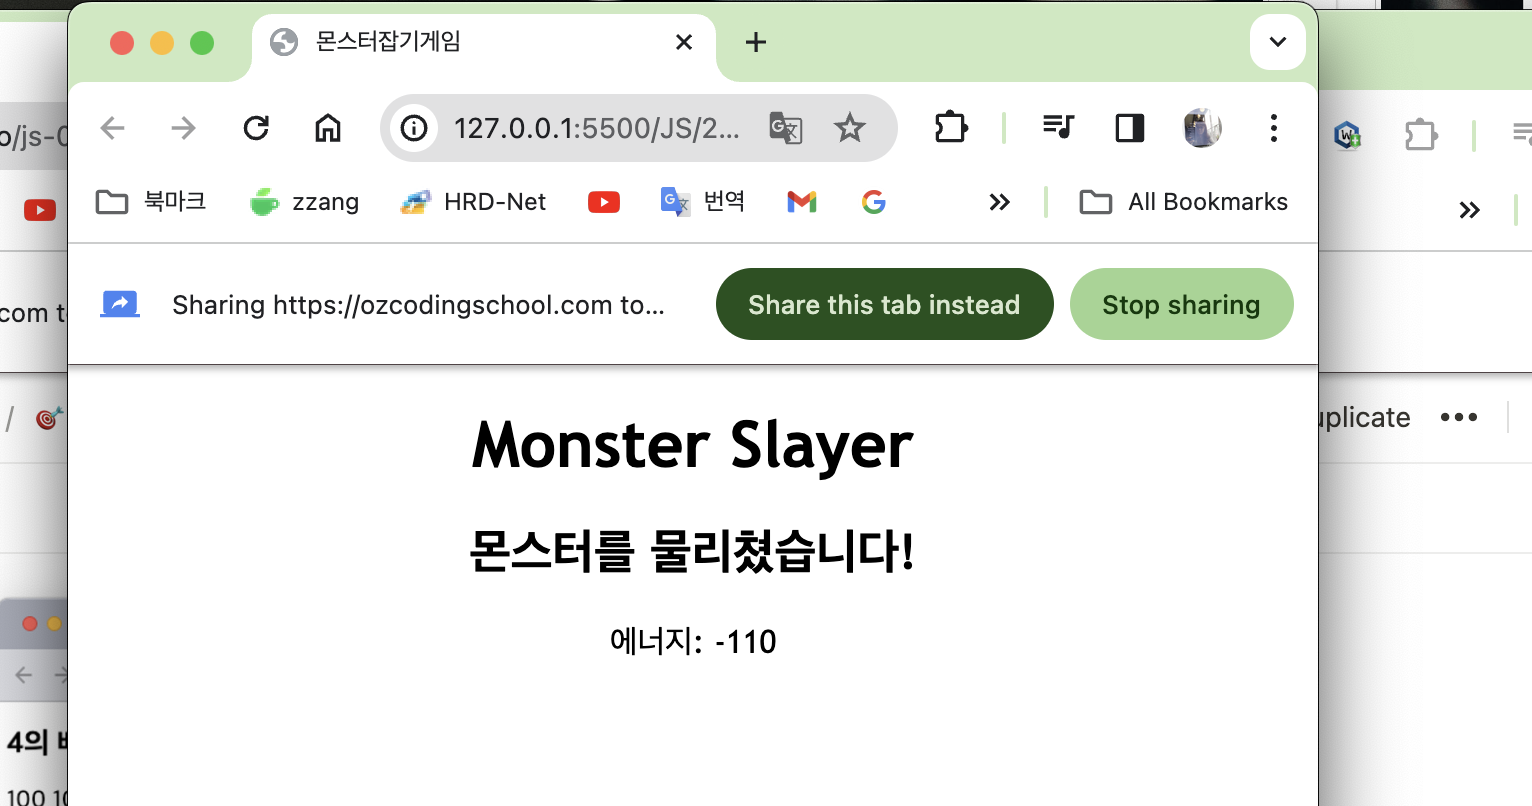 몬스터잡기게임
o/js-0
127.0.0.1:5500/JS/2...
북마크
zzang
HRD-Net
번역
All Bookmarks
com to
Sharing https://ozcodingschool.com to...
Share this tab instead
Stop sharing
/
uplicate
Monster Slayer
몬스터를 물리쳤습니다!
에너지: -110
4의
100